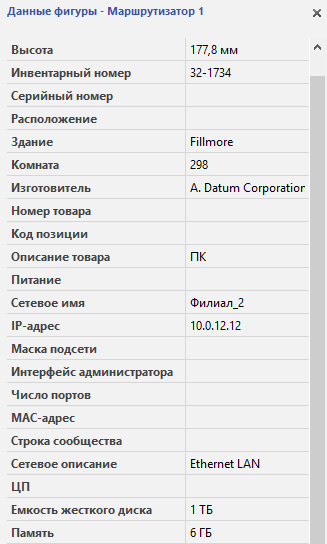 Данные фигуры - Маршрутизатор 1
Высота 177,8 мм
Инвентарный номер 32-1734
Серийный номер
Расположение
Здание Fillmore
Комната 298
Изготовитель A. Datum Corporation
Номер товара
Код позиции
Описание товара ПК
Питание
Сетевое имя Филиал_2
IP-адрес 10.0.12.12
Маска подсети
Интерфейс администратора
Число портов
MAC-адрес
Строка сообщества
Сетевое описание Ethernet LAN
ЦП
Емкость жесткого диска 1 ТБ
Память 6 ГБ